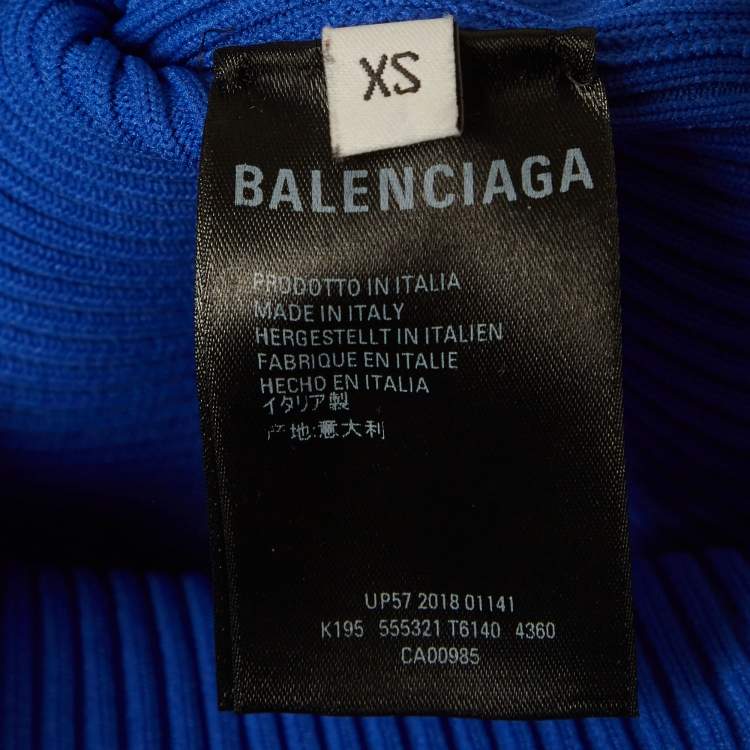 XS
BALENCIAGA
PRODOTTO IN ITALIA
MADE IN ITALY
HERGESTELLT IN ITALIEN
FABRIQUE EN ITALIE
HECHO EN ITALIA
イタリア製
产地:意大利
UP57 2018 01141
K195 555321 T6140 4360
CA00985